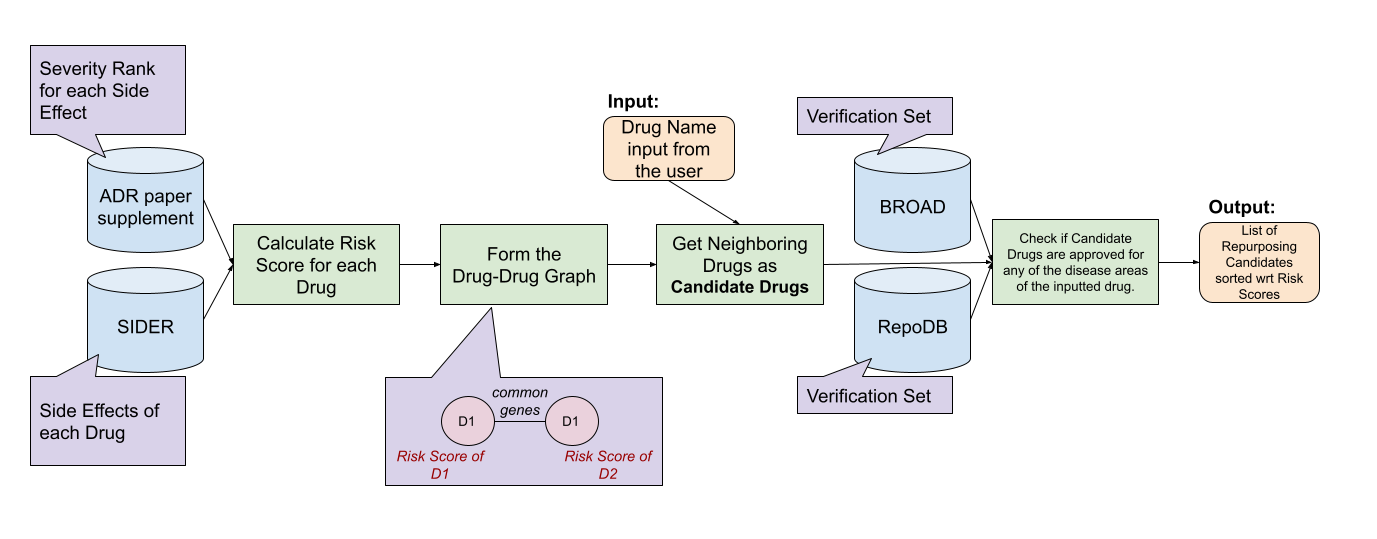 Severity Rank
for each Side
Effect
ADR paper
supplement
SIDER
Side Effects of
each Drug
Calculate Risk
Score for each
Drug
Form the
Drug-Drug Graph
common
genes
D1
D1
Risk Score of
D1
Risk Score of
D2
Input:
Drug Name
input from
the user
Get Neighboring
Drugs as
Candidate Drugs
Verification Set
BROAD
RepoDB
Verification Set
Check if Candidate
Drugs are approved for
any of the disease areas
of the inputted drug.
Output:
List of
Repurposing
Candidates
sorted wrt Risk
Scores